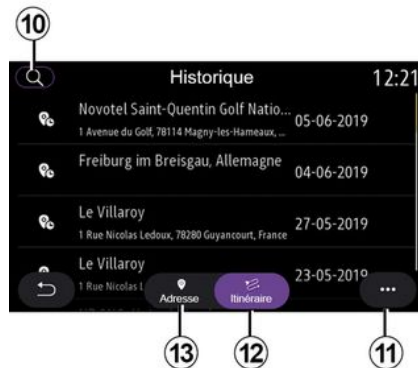 10
Historique 12:21
Novotel Saint-Quentin Golf Natio... 05-06-2019
1 Avenue du Golf, 78114 Magny-les-Hameaux, ...
Freiburg im Breisgau, Allemagne 04-06-2019
Le Villaroy 27-05-2019
1 Rue Nicolas Ledoux, 78280 Guyancourt, France
Le Villaroy 23-05-2019
1 Rue Nicolas
Adresse Itinéraire ...
13 12 11